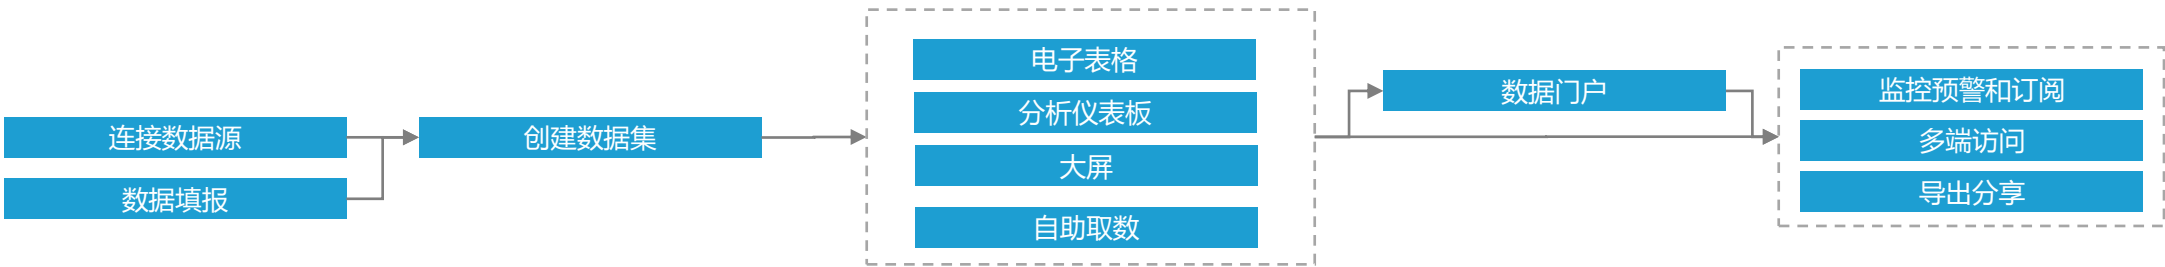 连接数据源
数据填报
创建数据集
电子表格
分析仪表板
大屏
自助取数
数据门户
监控预警和订阅
多端访问
导出分享